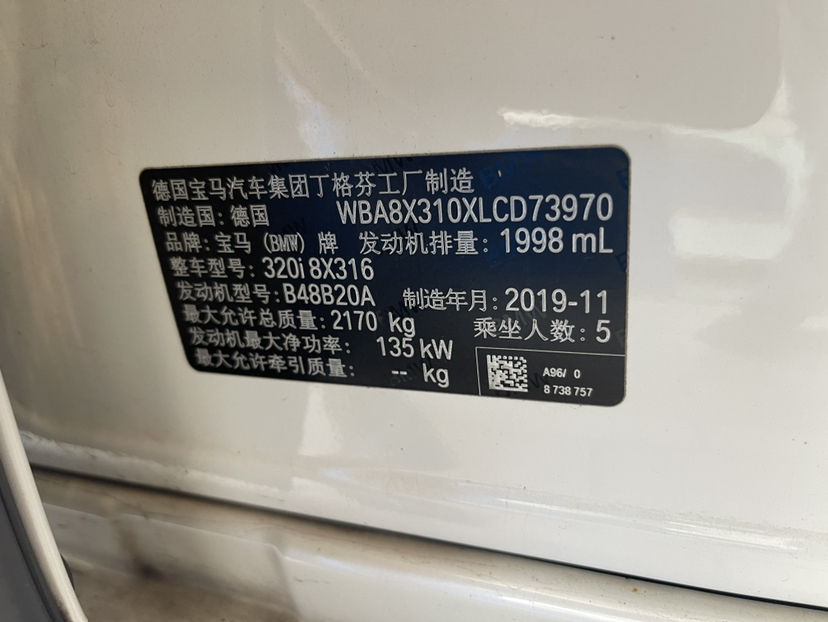 德国宝马汽车集团丁格芬工厂制造
制造国: 德国 WBA8X310XLCD73970
品牌: 宝马 (BMW) 牌 发动机排量: 1998 mL
整车型号: 320i 8X316
发动机型号: B48B20A 制造年月: 2019-11
最大允许总质量: 2170 kg 乘坐人数: 5
发动机最大净功率: 135 kW
最大允许牵引质量: -- kg
A96/ 0
8 738 757